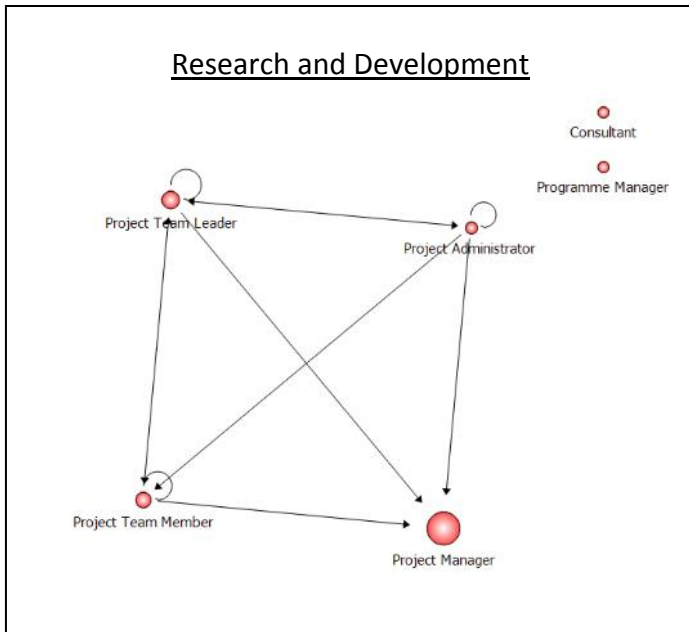 Research and Development
Consultant
Programme Manager
Project Team Leader
Project Administrator
Project Team Member
Project Manager